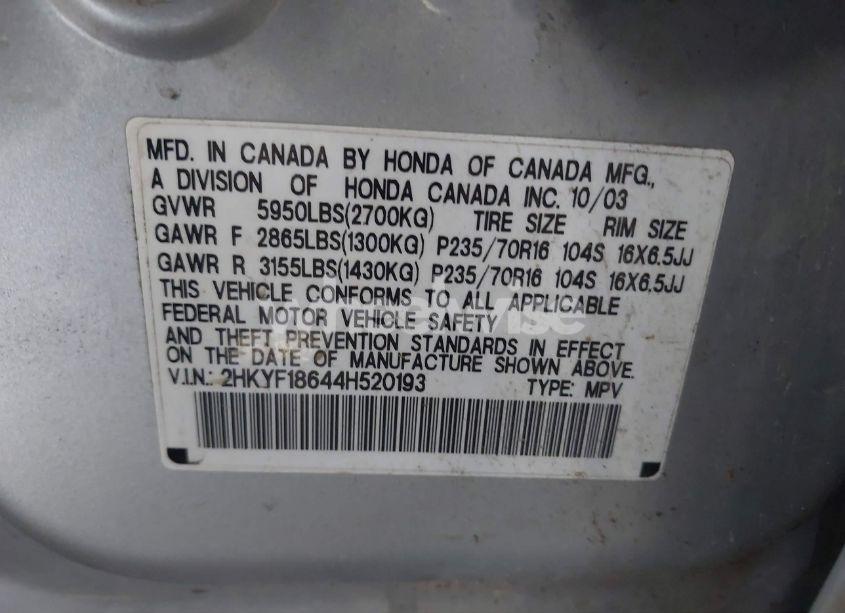 MFD. IN CANADA BY HONDA OF CANADA MFG.,
A DIVISION OF HONDA CANADA INC. 10/03
GVWR 5950LBS(2700KG) TIRE SIZE RIM SIZE
GAWR F 2865LBS(1300KG) P235/70R16 104S 16X6.5JJ
GAWR R 3155LBS(1430KG) P235/70R16 104S 16X6.5JJ
THIS VEHICLE CONFORMS TO ALL APPLICABLE
FEDERAL MOTOR VEHICLE SAFETY
AND THEFT PREVENTION STANDARDS IN EFFECT
ON THE DATE OF MANUFACTURE SHOWN ABOVE.
V.I.N.: 2HKYF18644H520193 TYPE: MPV